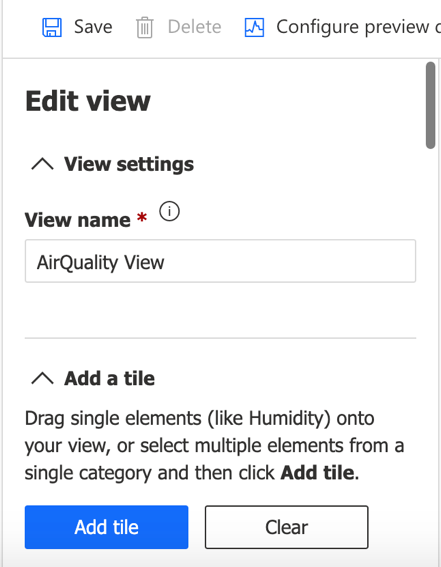 Save Delete Configure preview
Edit view
View settings
View name *
AirQuality View
Add a tile
Drag single elements (like Humidity) onto
your view, or select multiple elements from a
single category and then click Add tile.
Add tile Clear